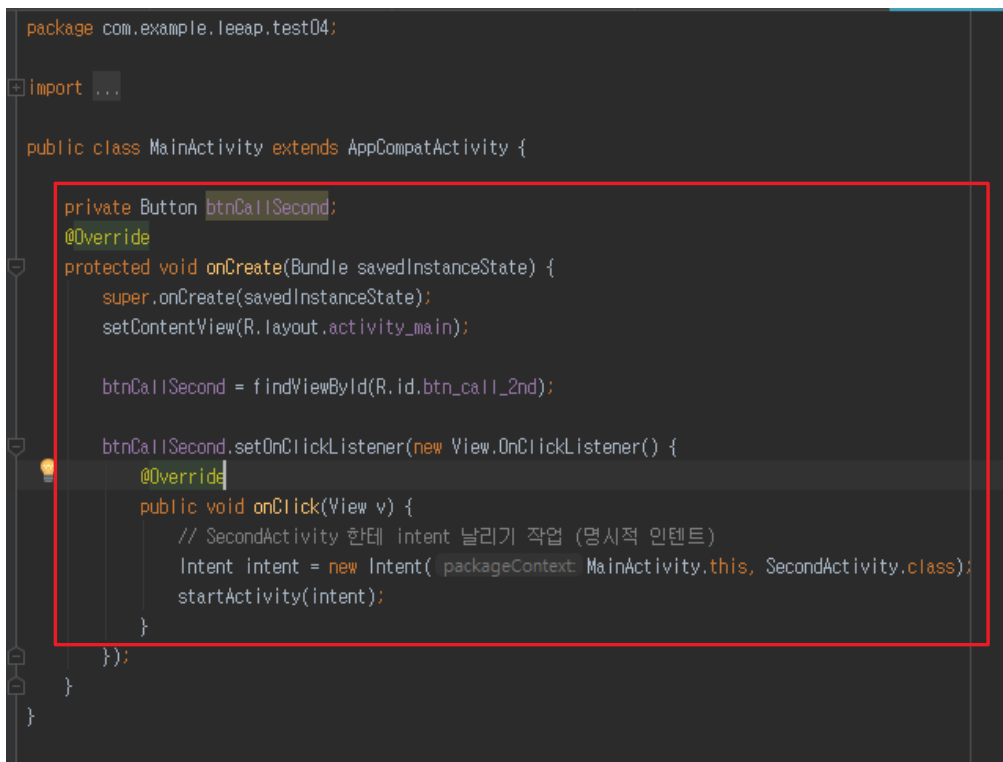 package com.example.leeap.test04;
import ...
public class MainActivity extends AppCompatActivity {
private Button btnCallSecond;
@Override
protected void onCreate(Bundle savedInstanceState) {
super.onCreate(savedInstanceState);
setContentView(R.layout.activity_main);
btnCallSecond = findViewById(R.id.btn_call_2nd);
btnCallSecond.setOnClickListener(new View.OnClickListener() {
@Override
public void onClick(View v) {
// SecondActivity 한테 intent 날리기 작업 (명시적 인텐트)
Intent intent = new Intent( packageContext: MainActivity.this, SecondActivity.class);
startActivity(intent);
}
});
}
}